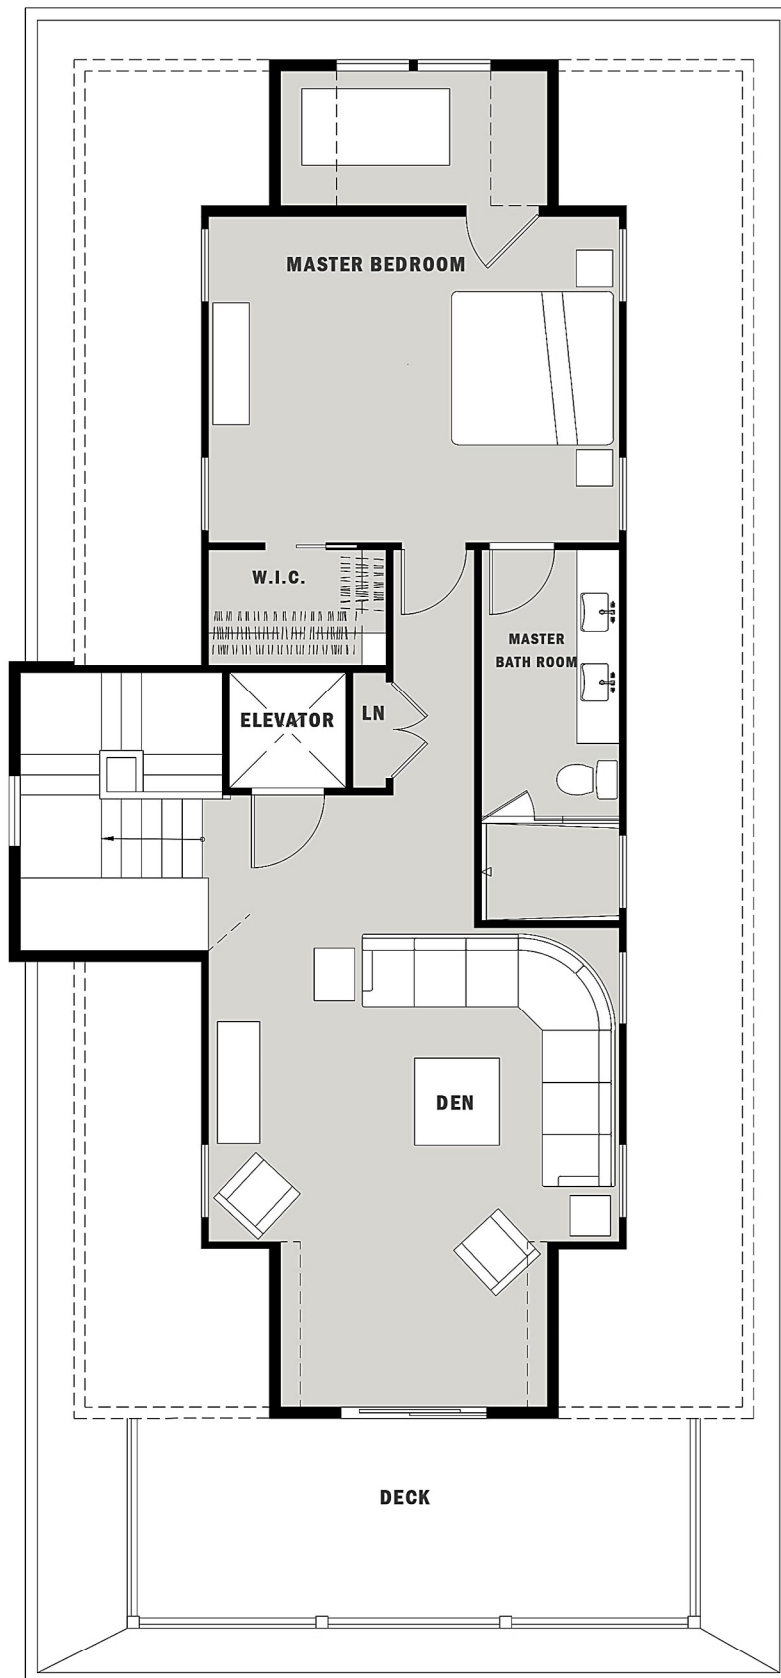 MASTER BEDROOM
W.I.C.
MASTER
BATH ROOM
ELEVATOR
LN
DEN
DECK